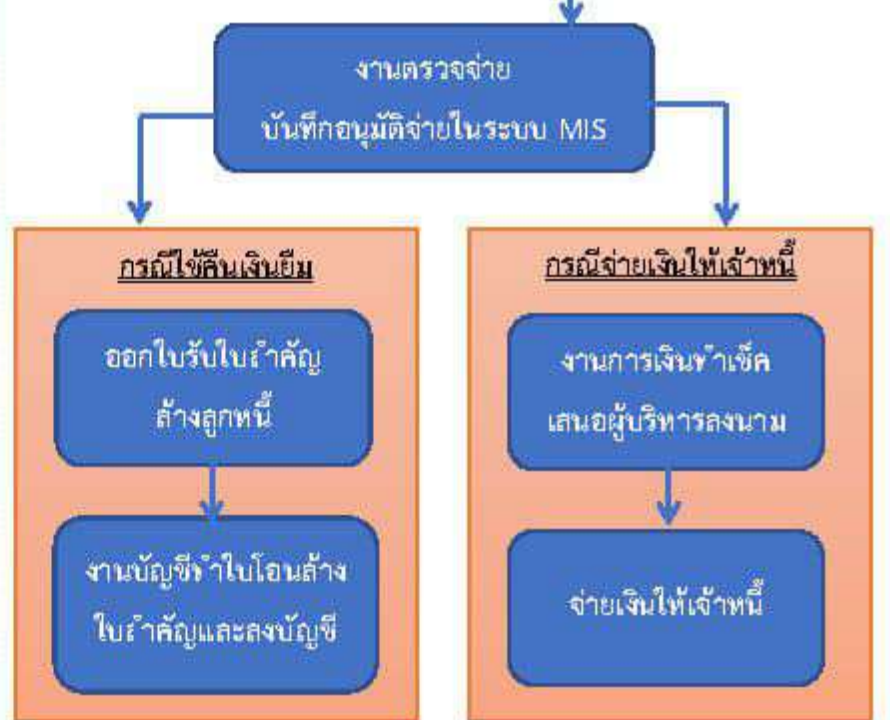 งานตรวจจ่าย
บันทึกอนุมัติจ่ายในระบบ MIS
กรณีใช้คืนเงินยืม
ออกใบรับใบสำคัญ
ล้างลูกหนี้
งานบัญชีทำใบโอนล้าง
ใบสำคัญและลงบัญชี
กรณีจ่ายเงินให้เจ้าหนี้
งานการเงินทำเช็ค
เสนอผู้บริหารลงนาม
จ่ายเงินให้เจ้าหนี้